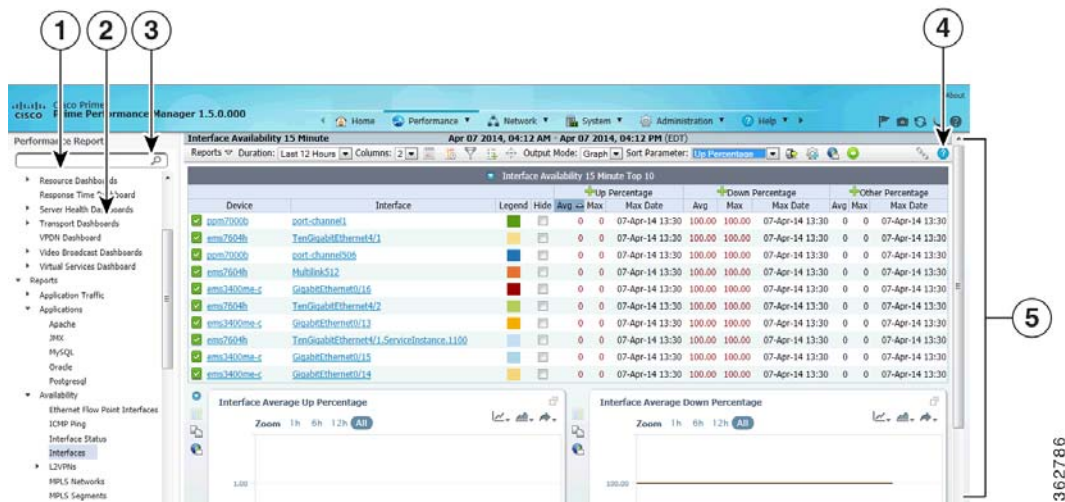 1 2 3 4
About
Cisco Prime
CISCO Prime Performance Manager 1.5.0.000
Home Performance Network System Administration Help
Performance Report
Interface Availability 15 Minute Apr 07 2014, 04:12 AM - Apr 07 2014, 04:12 PM (EDT)
Reports Duration: Last 12 Hours Columns: 2 Output Mode: Graph Sort Parameter: Up Percentage
Resource Dashboards
Response Time Dashboard
Server Health Dashboards
Transport Dashboards
VPDN Dashboard
Video Broadcast Dashboards
Virtual Services Dashboard
Reports
Application Traffic
Applications
Apache
JMX
MySQL
Oracle
Postgresql
Availability
Ethernet Flow Point Interfaces
ICMP Ping
Interface Status
Interfaces
L2VPNs
MPLS Networks
MPLS Segments
Interface Availability 15 Minute Top 10
Up Percentage Down Percentage Other Percentage
Device Interface Legend Hide Avg Max Max Date Avg Max Max Date Avg Max Max Date
ppm7000b port-channel1 0 0 07-Apr-14 13:30 100.00 100.00 07-Apr-14 13:30 0 0 07-Apr-14 13:30
ems7604h TenGigabitEthernet4/1 0 0 07-Apr-14 13:30 100.00 100.00 07-Apr-14 13:30 0 0 07-Apr-14 13:30
ppm7000b port-channel506 0 0 07-Apr-14 13:30 100.00 100.00 07-Apr-14 13:30 0 0 07-Apr-14 13:30
ems7604h Multilink512 0 0 07-Apr-14 13:30 100.00 100.00 07-Apr-14 13:30 0 0 07-Apr-14 13:30
ems3400me-c GigabitEthernet0/16 0 0 07-Apr-14 13:30 100.00 100.00 07-Apr-14 13:30 0 0 07-Apr-14 13:30
ems7604h TenGigabitEthernet4/2 0 0 07-Apr-14 13:30 100.00 100.00 07-Apr-14 13:30 0 0 07-Apr-14 13:30
ems3400me-c GigabitEthernet0/13 0 0 07-Apr-14 13:30 100.00 100.00 07-Apr-14 13:30 0 0 07-Apr-14 13:30
ems7604h TenGigabitEthernet4/1.ServiceInstance.1100 0 0 07-Apr-14 13:30 100.00 100.00 07-Apr-14 13:30 0 0 07-Apr-14 13:30
ems3400me-c GigabitEthernet0/15 0 0 07-Apr-14 13:30 100.00 100.00 07-Apr-14 13:30 0 0 07-Apr-14 13:30
ems3400me-c GigabitEthernet0/14 0 0 07-Apr-14 13:30 100.00 100.00 07-Apr-14 13:30 0 0 07-Apr-14 13:30
5
Interface Average Up Percentage
Zoom 1h 6h 12h All
1.00
Interface Average Down Percentage
Zoom 1h 6h 12h All
100.00
362786